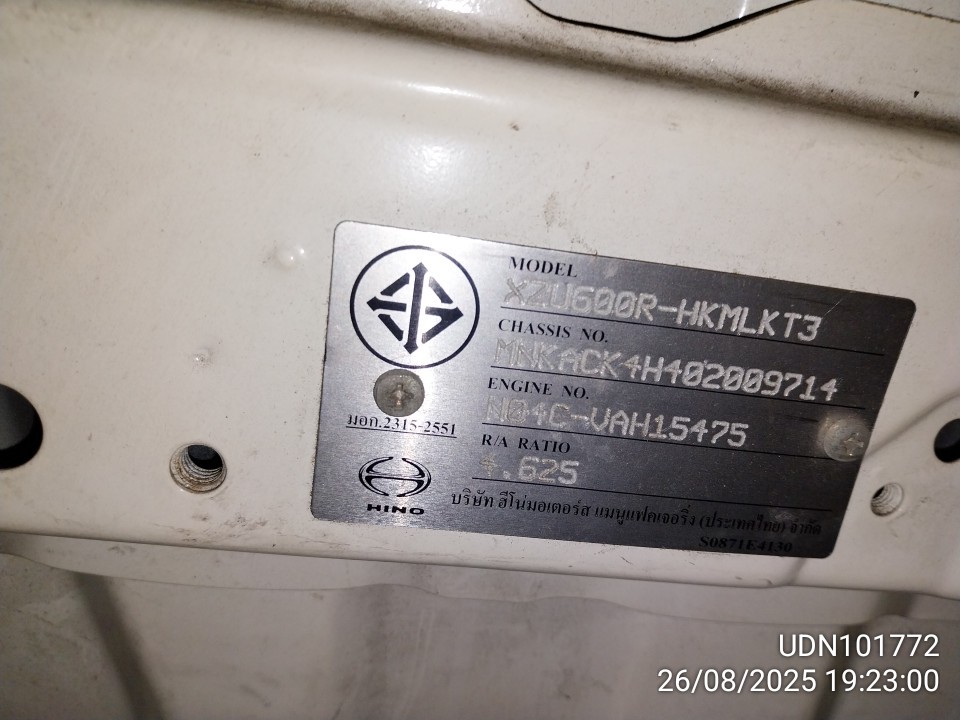 MODEL
XZU600R-HKMLKT3
CHASSIS NO.
MNKACK4H402009714
ENGINE NO.
N04C-VAH15475
R/A RATIO
4.625
มอก.2315-2551
HINO
บริษัท ฮีโน่มอเตอร์ส แมนูแฟคเจอริ่ง (ประเทศไทย) จำกัด
S0871E4130
UDN101772
26/08/2025 19:23:00